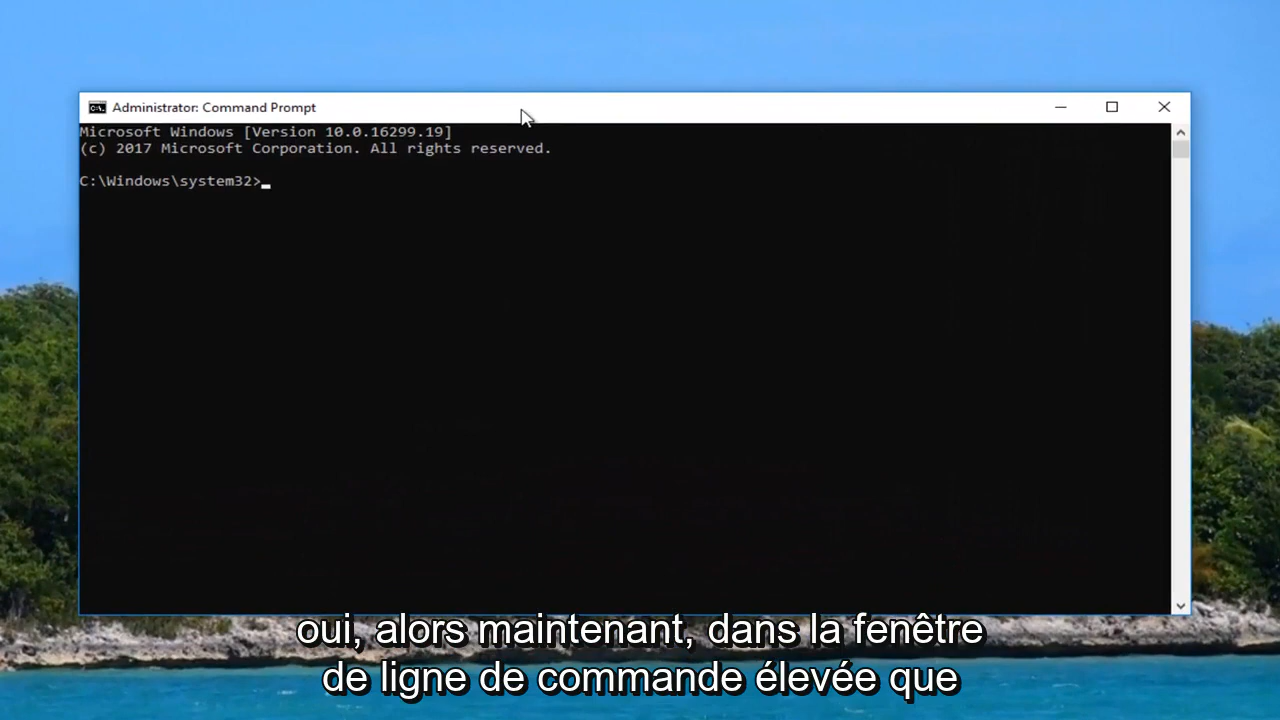 Administrator: Command Prompt
Microsoft Windows [Version 10.0.16299.19]
(c) 2017 Microsoft Corporation. All rights reserved.
C:\Windows\system32>
oui, alors maintenant, dans la fenêtre
de ligne de commande élevée que